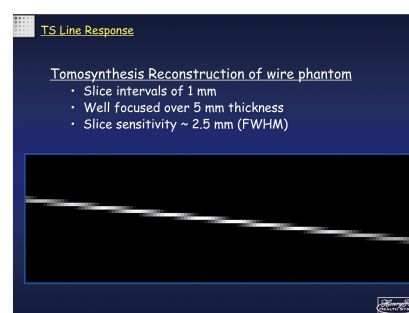 TS Line Response
Tomosynthesis Reconstruction of wire phantom
• Slice intervals of 1 mm
• Well focused over 5 mm thickness
• Slice sensitivity ~ 2.5 mm (FWHM)